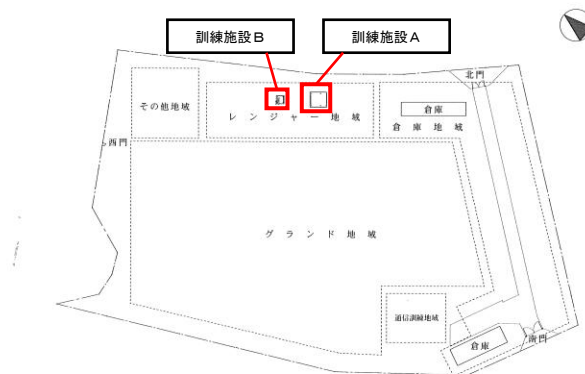 訓練施設B
訓練施設A
北門
その他地域
倉庫
レンジャー地域
倉庫地域
西門
グランド地域
通信訓練地域
倉庫
南門